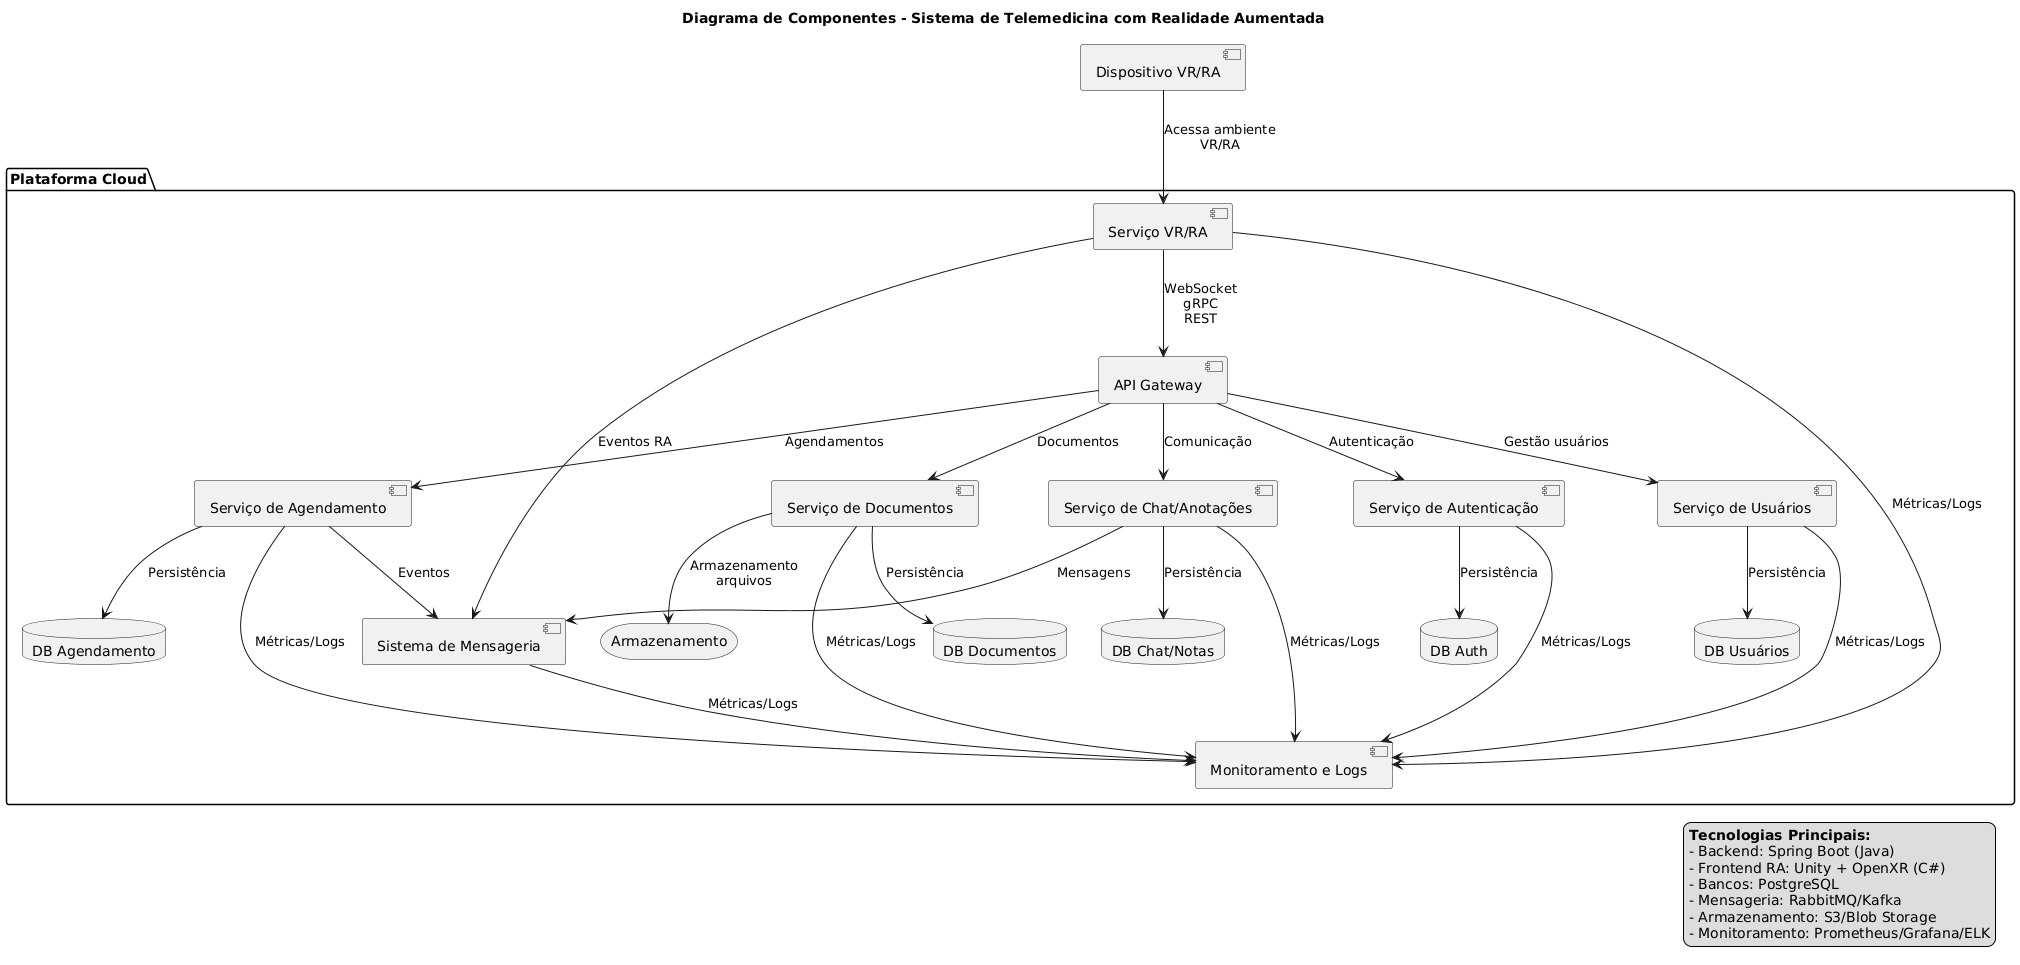 Diagrama de Componentes - Sistema de Telemedicina com Realidade Aumentada
Dispositivo VR/RA
Acessa ambiente
VR/RA
Plataforma Cloud
Serviço VR/RA
WebSocket
gRPC
REST
API Gateway
Eventos RA
Agendamentos
Documentos
Comunicação
Autenticação
Gestão usuários
Métricas/Logs
Serviço de Agendamento
Serviço de Documentos
Serviço de Chat/Anotações
Serviço de Autenticação
Serviço de Usuários
Persistência
Eventos
Armazenamento
arquivos
Persistência
Mensagens
Persistência
Persistência
Persistência
DB Agendamento
Métricas/Logs
Sistema de Mensageria
Armazenamento
Métricas/Logs
DB Documentos
DB Chat/Notas
Métricas/Logs
DB Auth
Métricas/Logs
DB Usuários
Métricas/Logs
Métricas/Logs
Monitoramento e Logs
Tecnologias Principais:
- Backend: Spring Boot (Java)
- Frontend RA: Unity + OpenXR (C#)
- Bancos: PostgreSQL
- Mensageria: RabbitMQ/Kafka
- Armazenamento: S3/Blob Storage
- Monitoramento: Prometheus/Grafana/ELK